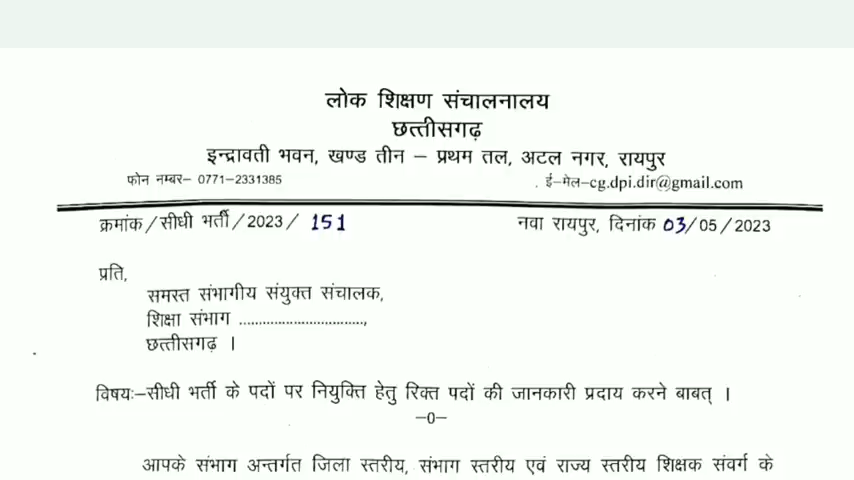 लोक शिक्षण संचालनालय
छत्तीसगढ़
इन्द्रावती भवन, खण्ड तीन – प्रथम तल, अटल नगर, रायपुर
फोन नम्बर– 0771–2331385 ई–मेल–cg.dpi.dir@gmail.com
क्रमांक/सीधी भर्ती/2023/ 151 नवा रायपुर, दिनांक 03/05/2023
प्रति,
समस्त संभागीय संयुक्त संचालक,
शिक्षा संभाग ................................,
छत्तीसगढ़ ।
विषयः–सीधी भर्ती के पदों पर नियुक्ति हेतु रिक्त पदों की जानकारी प्रदाय करने बाबत् ।
–0–
आपके संभाग अन्तर्गत जिला स्तरीय, संभाग स्तरीय एवं राज्य स्तरीय शिक्षक संवर्ग के